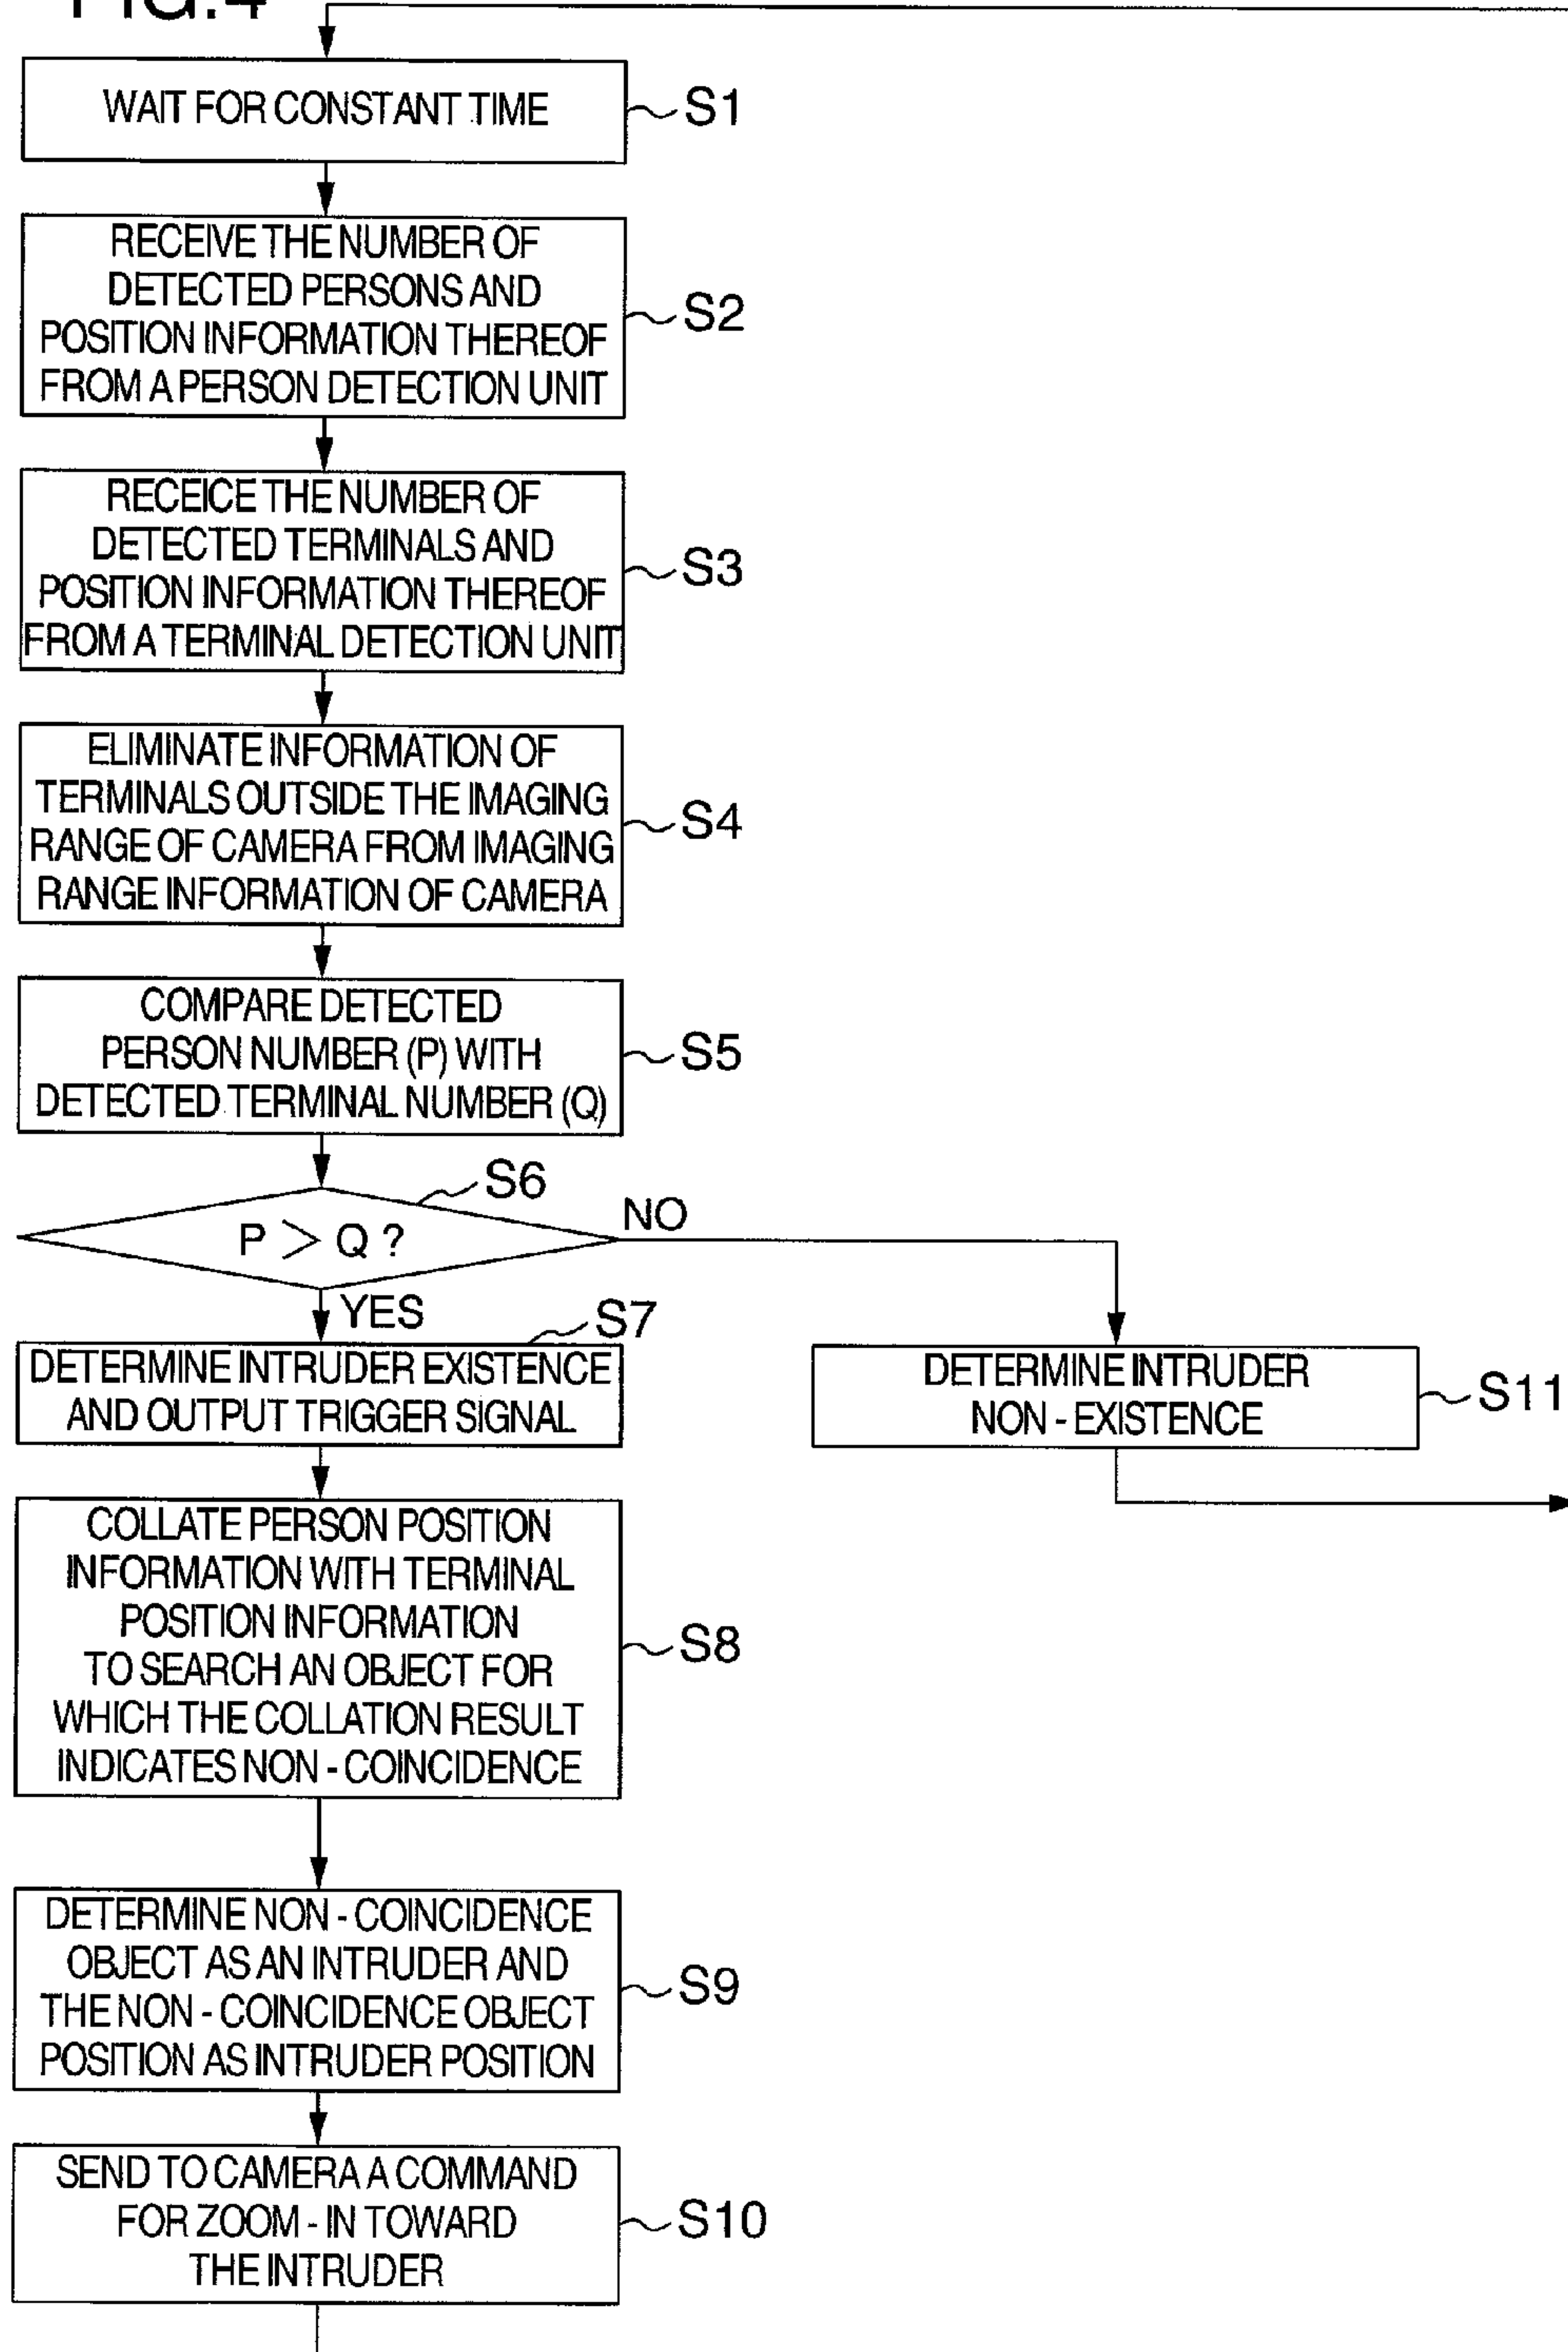 FIG.4
WAIT FOR CONSTANT TIME
S1
RECEIVE THE NUMBER OF
DETECTED PERSONS AND
POSITION INFORMATION THEREOF
FROM A PERSON DETECTION UNIT
S2
RECEICE THE NUMBER OF
DETECTED TERMINALS AND
POSITION INFORMATION THEREOF
FROM A TERMINAL DETECTION UNIT
S3
ELIMINATE INFORMATION OF
TERMINALS OUTSIDE THE IMAGING
RANGE OF CAMERA FROM IMAGING
RANGE INFORMATION OF CAMERA
S4
COMPARE DETECTED
PERSON NUMBER (P) WITH
DETECTED TERMINAL NUMBER (Q)
S5
S6
P > Q ?
NO
YES
S7
DETERMINE INTRUDER EXISTENCE
AND OUTPUT TRIGGER SIGNAL
DETERMINE INTRUDER
NON - EXISTENCE
S11
COLLATE PERSON POSITION
INFORMATION WITH TERMINAL
POSITION INFORMATION
TO SEARCH AN OBJECT FOR
WHICH THE COLLATION RESULT
INDICATES NON - COINCIDENCE
S8
DETERMINE NON - COINCIDENCE
OBJECT AS AN INTRUDER AND
THE NON - COINCIDENCE OBJECT
POSITION AS INTRUDER POSITION
S9
SEND TO CAMERA A COMMAND
FOR ZOOM - IN TOWARD
THE INTRUDER
S10